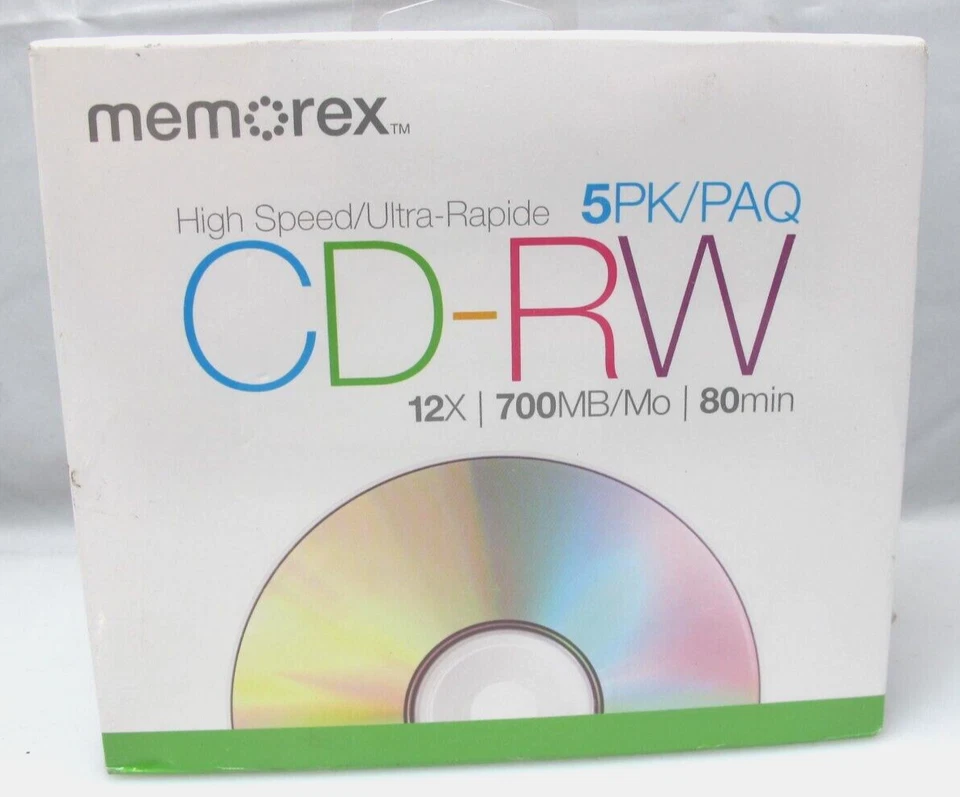 memorex™
High Speed/Ultra-Rapide 5PK/PAQ
CD-RW
12X | 700MB/Mo | 80min